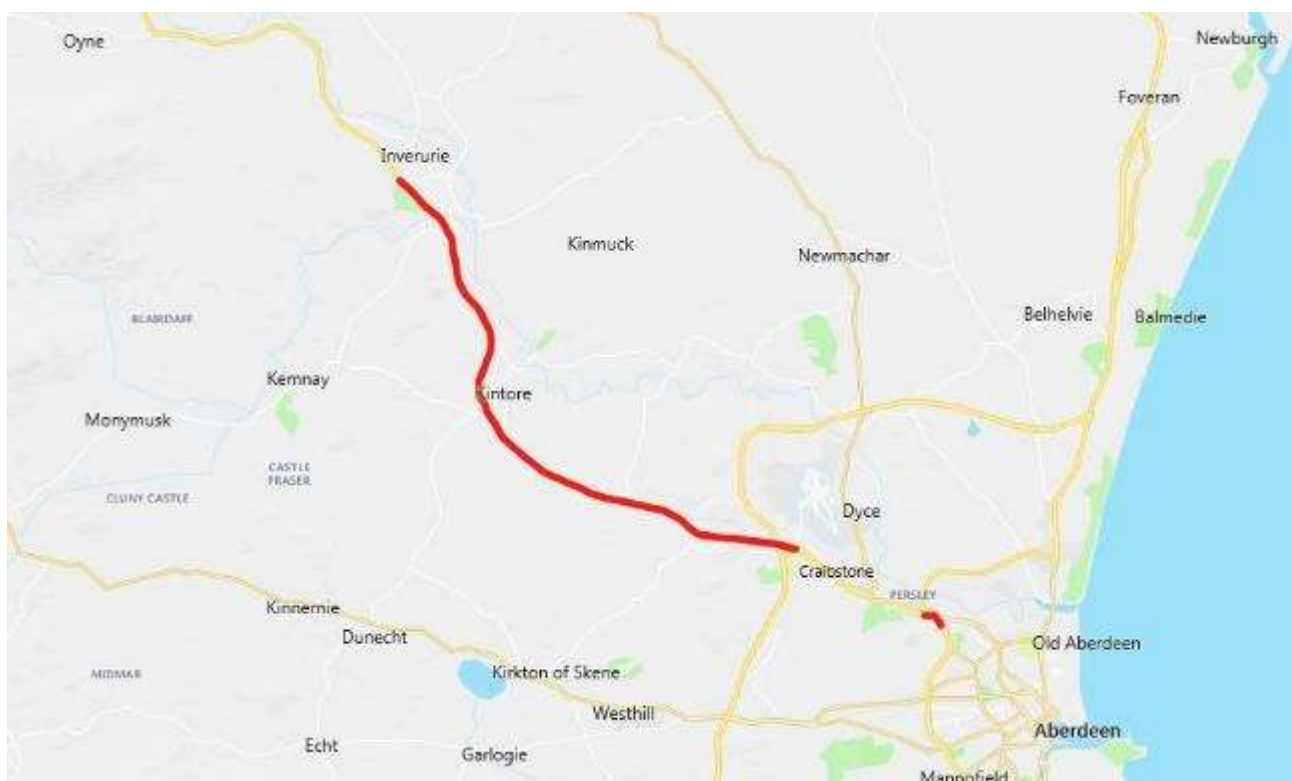 Oyne
Newburgh
Foveran
Inverurie
Kinmuck
Newmachar
Belhelvie
Balmedie
BLAIRDAFF
Kemnay
Kintore
Monymusk
CASTLE
FRASER
CLUNY CASTLE
Dyce
Craibstone
PERSLEY
Kinnernie
Dunecht
Old Aberdeen
MIDMAR
Kirkton of Skene
Westhill
Echt
Garlogie
Aberdeen
Mannofield